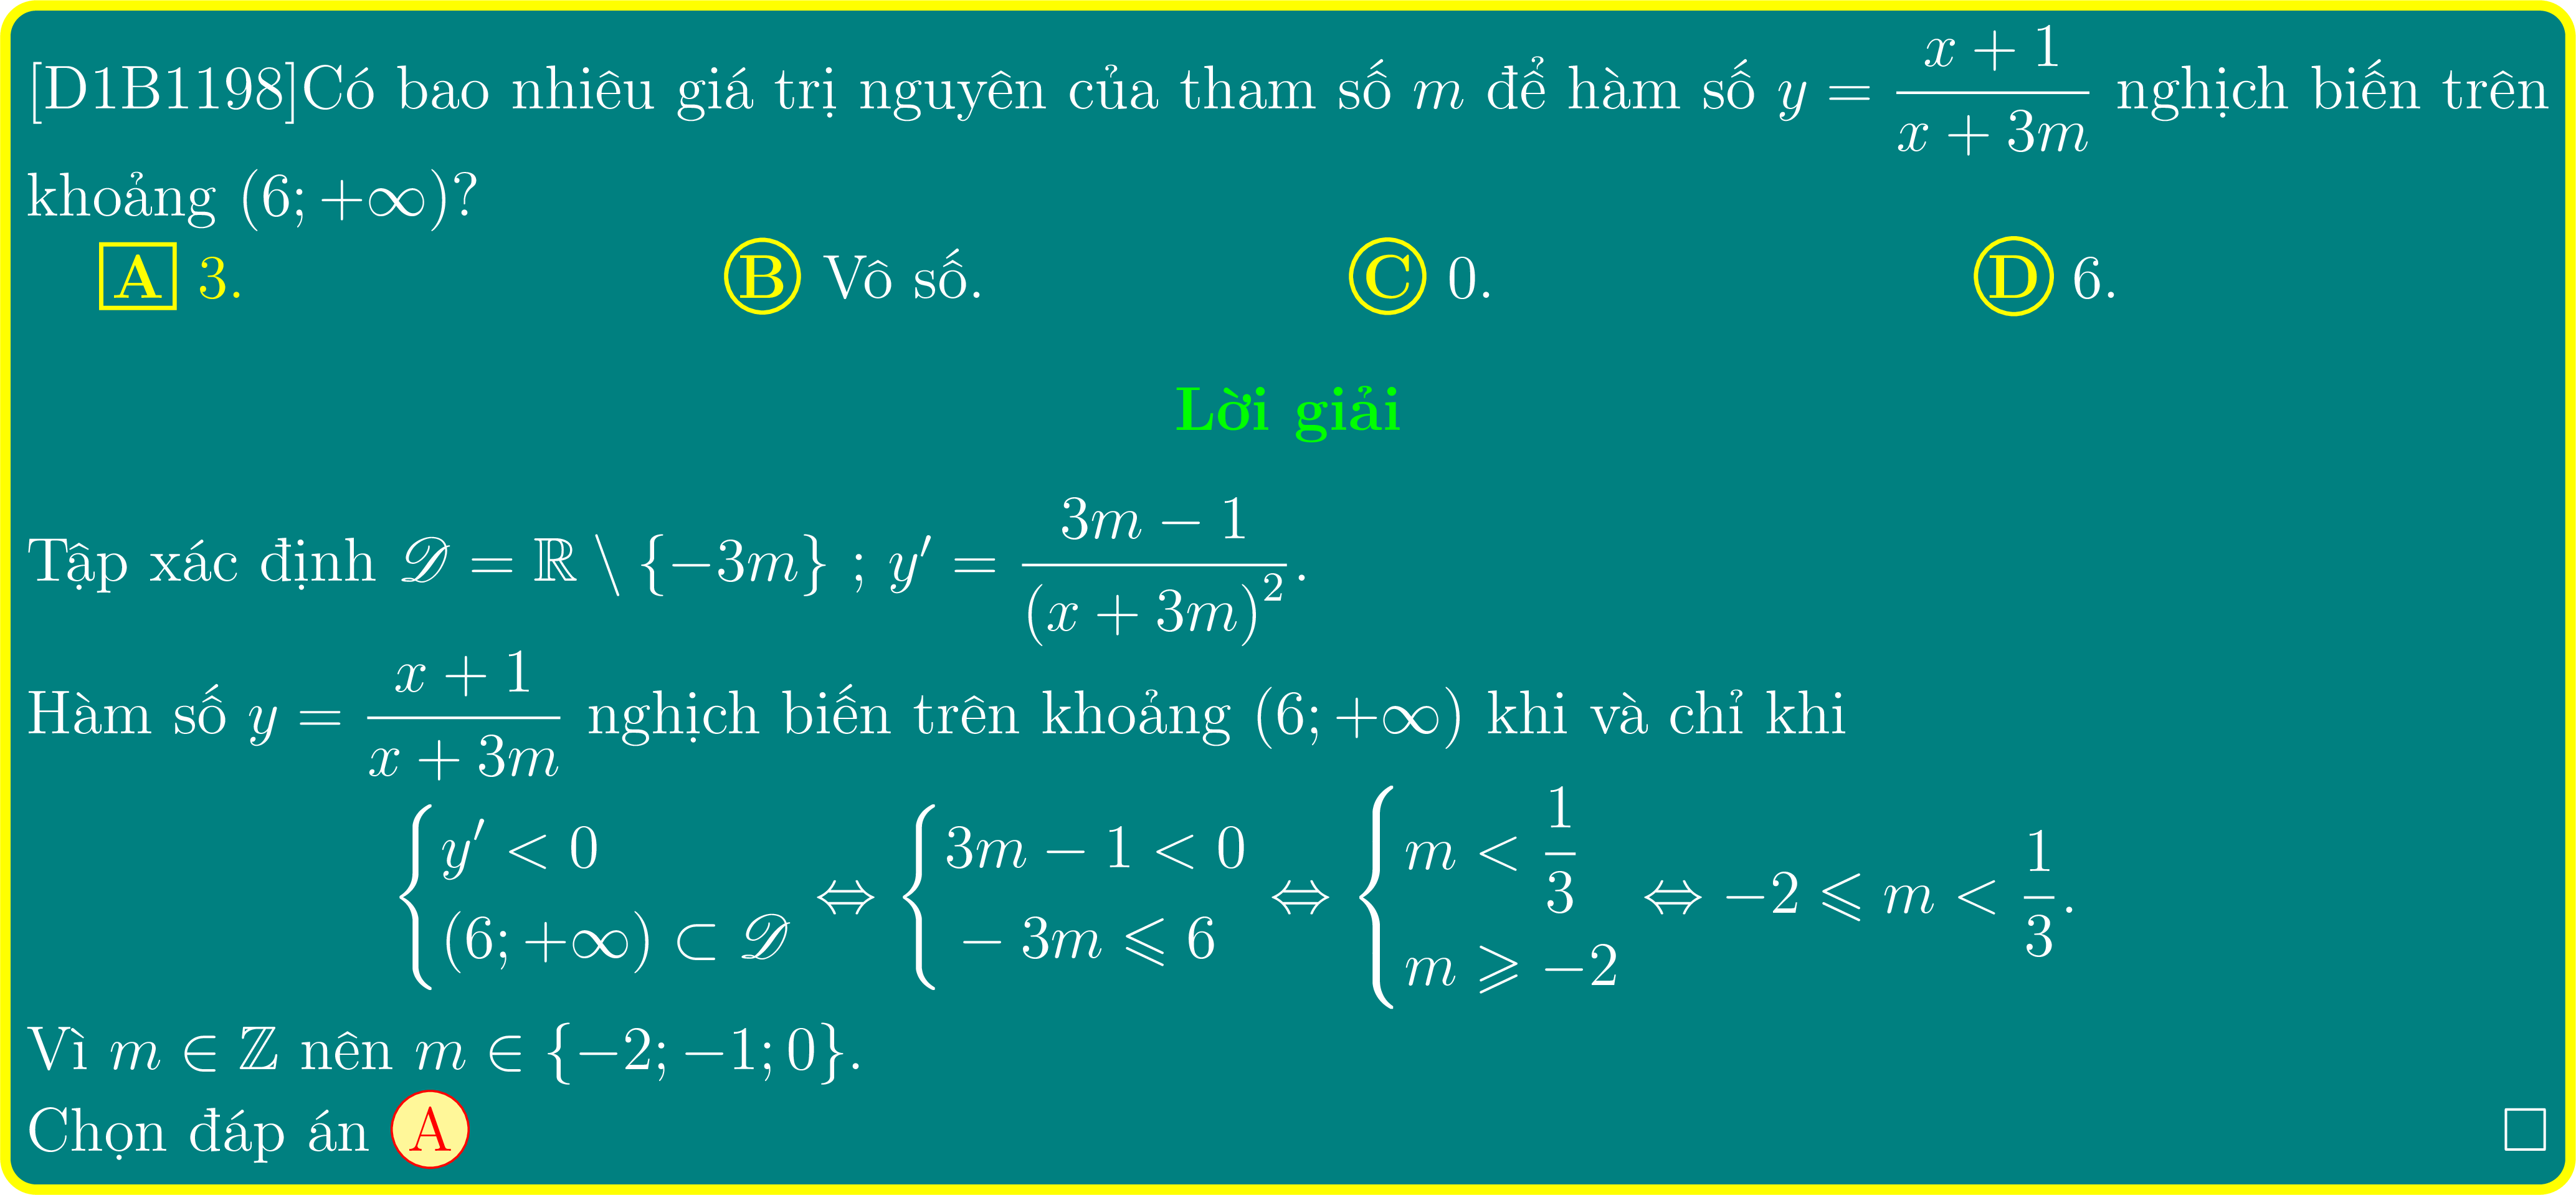 [D1B1198]Có bao nhiêu giá trị nguyên của tham số $m$ để hàm số $y = \dfrac{x+1}{x+3m}$ nghịch biến trên
khoảng $(6; +\infty)$?
A 3. B Vô số. C 0. D 6.
Lời giải
Tập xác định $\mathscr{D} = \mathbb{R} \setminus \{-3m\}$ ; $y' = \dfrac{3m-1}{(x+3m)^2}$.
Hàm số $y = \dfrac{x+1}{x+3m}$ nghịch biến trên khoảng $(6; +\infty)$ khi và chỉ khi
$\begin{cases} y' < 0 \\ (6; +\infty) \subset \mathscr{D} \end{cases} \Leftrightarrow \begin{cases} 3m - 1 < 0 \\ -3m \leqslant 6 \end{cases} \Leftrightarrow \begin{cases} m < \dfrac{1}{3} \\ m \geqslant -2 \end{cases} \Leftrightarrow -2 \leqslant m < \dfrac{1}{3}.$
Vì $m \in \mathbb{Z}$ nên $m \in \{-2; -1; 0\}$.
Chọn đáp án A □